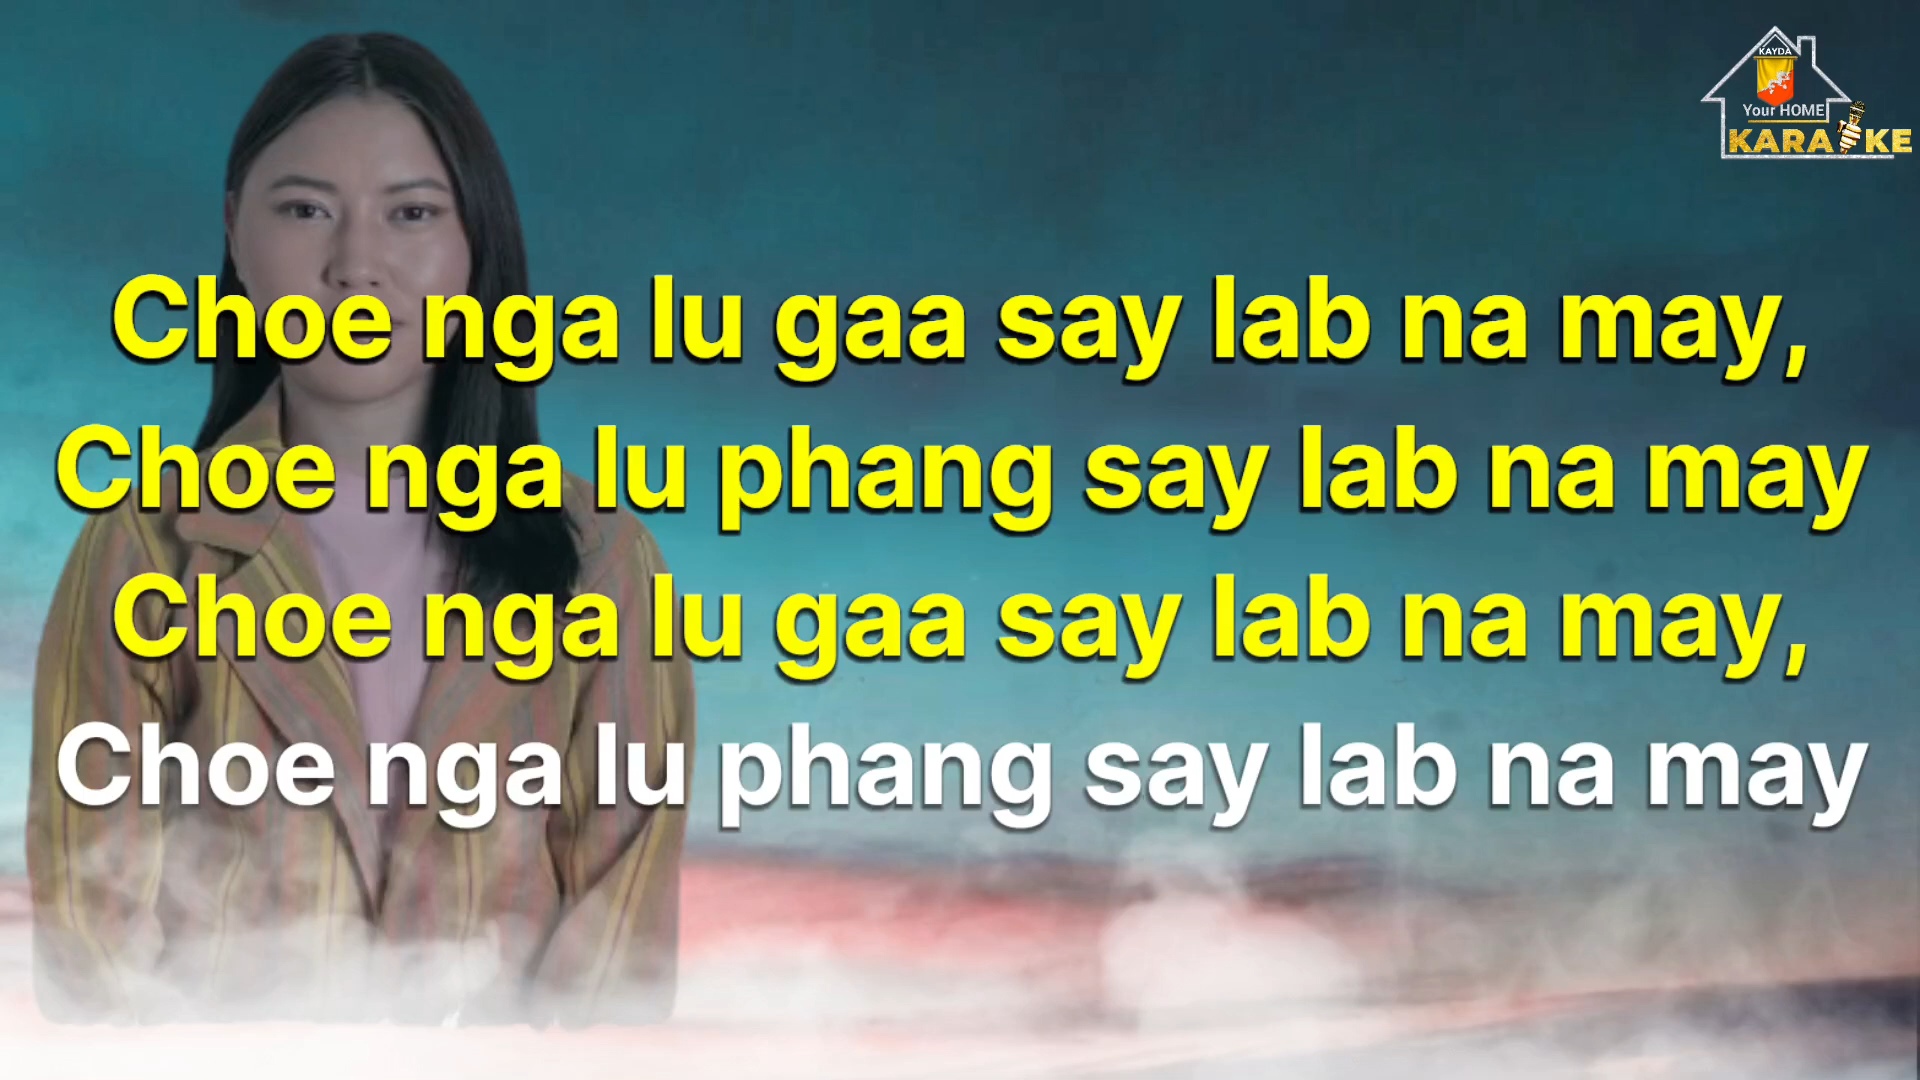 KAYDA
Your HOME
KARAOKE
Choe nga lu gaa say lab na may,
Choe nga lu phang say lab na may
Choe nga lu gaa say lab na may,
Choe nga lu phang say lab na may